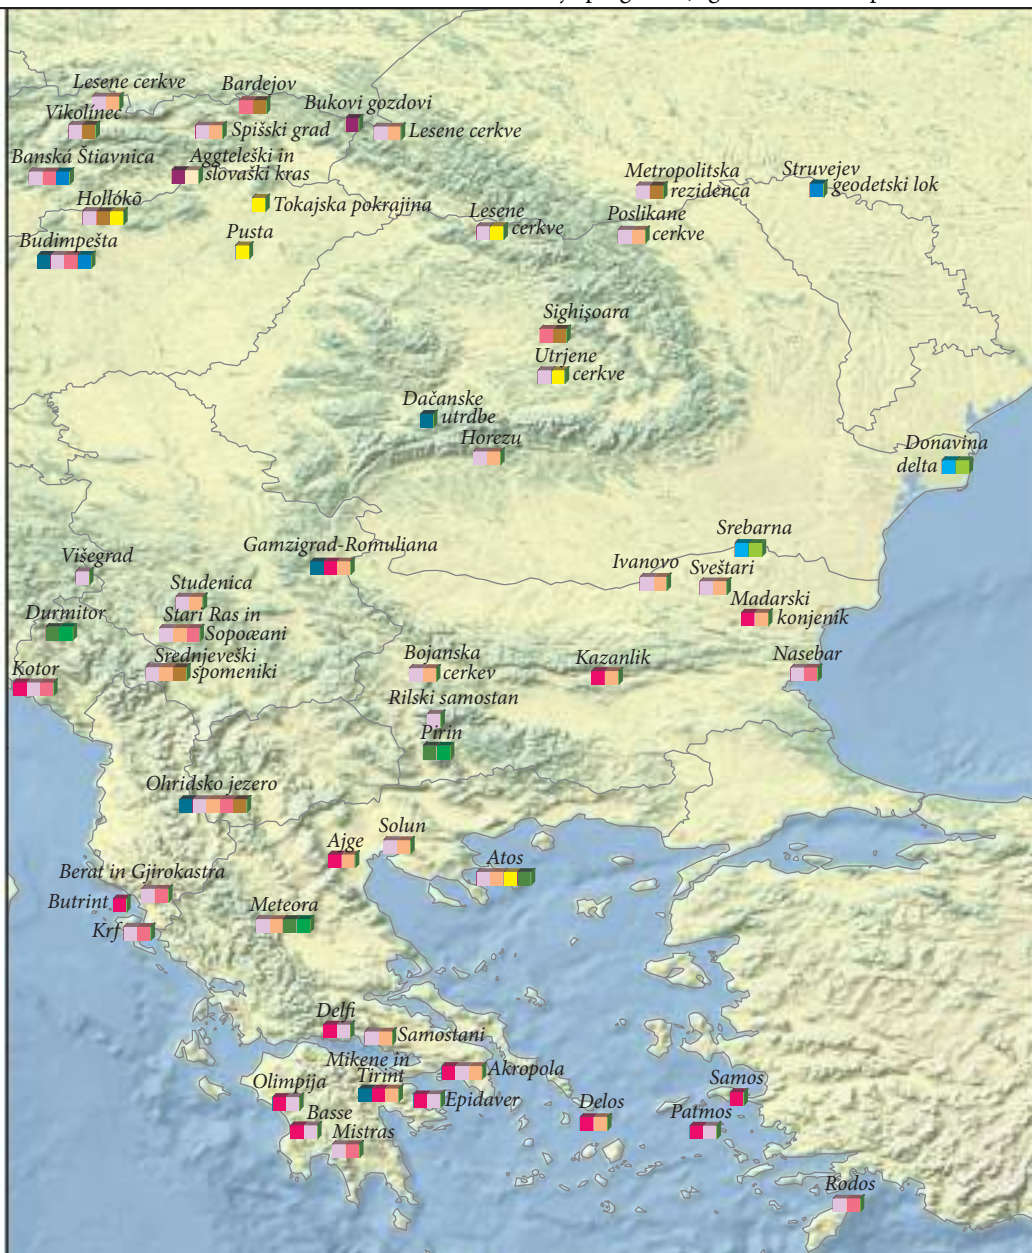 Lesene cerkve
Bardejov
Bukovi gozdovi
Vikolínec
Spišski grad
Lesene cerkve
Banská Štiavnica
Aggteleški in
slovaški kras
Metropolitska
rezidenca
Struvejev
geodetski lok
Hollókõ
Tokajska pokrajina
Lesene
cerkve
Poslikane
cerkve
Budimpešta
Pusta
Sighişoara
Utrjene
cerkve
Dačanske
utrdbe
Horezu
Donavina
delta
Srebarna
Gamzigrad-Romuliana
Višegrad
Ivanovo
Sveštari
Studenica
Madarski
konjenik
Durmitor
Stari Ras in
Sopoæani
Srednjeveški
spomeniki
Kotor
Bojanska
cerkev
Kazanlik
Nasebar
Rilski samostan
Pirin
Ohridsko jezero
Solun
Ajge
Atos
Berat in Gjirokastra
Butrint
Meteora
Krf
Delfi
Samostani
Mikene in
Tirint
Akropola
Olimpija
Epidaver
Samos
Basse
Delos
Patmos
Mistras
Rodos